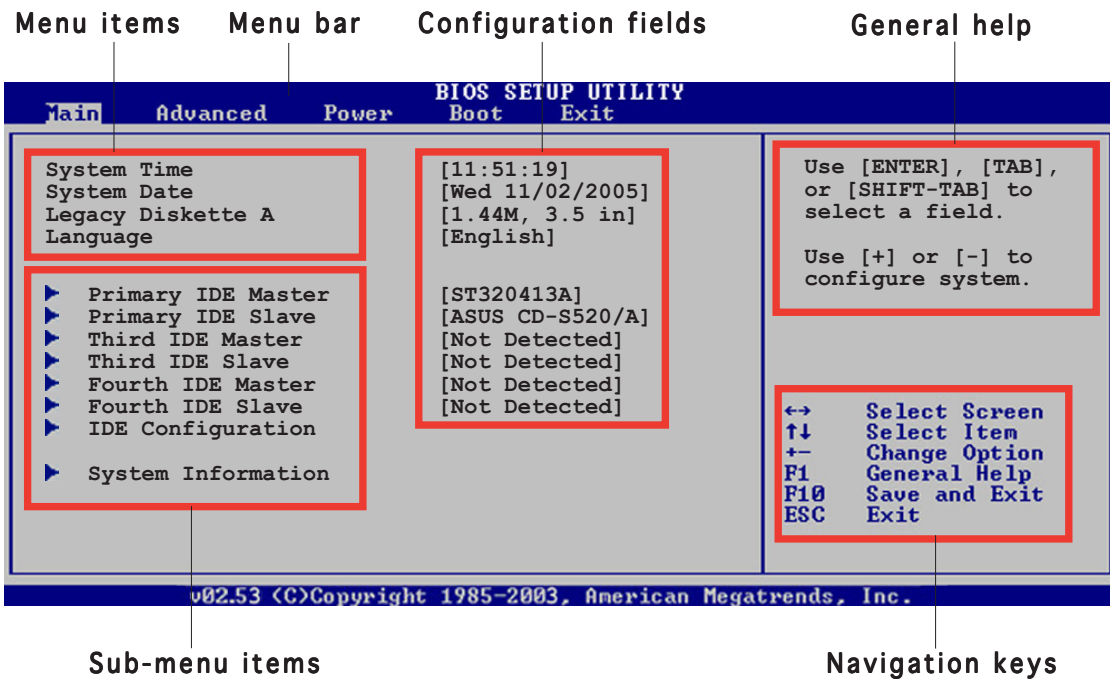 Menu items Menu bar Configuration fields General help
BIOS SETUP UTILITY
Main Advanced Power Boot Exit
System Time [11:51:19]
System Date [Wed 11/02/2005]
Legacy Diskette A [1.44M, 3.5 in]
Language [English]
Primary IDE Master [ST320413A]
Primary IDE Slave [ASUS CD-S520/A]
Third IDE Master [Not Detected]
Third IDE Slave [Not Detected]
Fourth IDE Master [Not Detected]
Fourth IDE Slave [Not Detected]
IDE Configuration
System Information
Use [ENTER], [TAB],
or [SHIFT-TAB] to
select a field.
Use [+] or [-] to
configure system.
←→ Select Screen
↑↓ Select Item
+- Change Option
F1 General Help
F10 Save and Exit
ESC Exit
v02.53 (C)Copyright 1985-2003, American Megatrends, Inc.
Sub-menu items Navigation keys